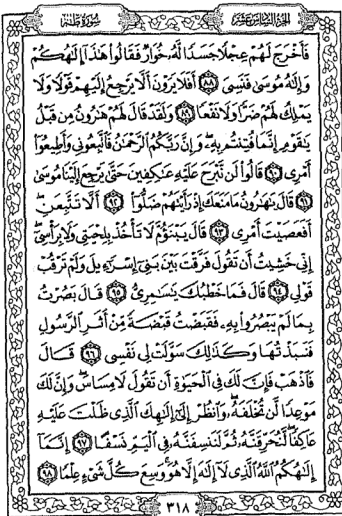 الجزء السادس عشر
سورة طه
فَأَخْرَجَ لَهُمْ عِجْلًا جَسَدًا لَّهُۥ خُوَارٌ فَقَالُوا۟ هَٰذَآ إِلَٰهُكُمْ
وَإِلَٰهُ مُوسَىٰ فَنَسِىَ ٨٨ أَفَلَا يَرَوْنَ أَلَّا يَرْجِعُ إِلَيْهِمْ قَوْلًا وَلَا
يَمْلِكُ لَهُمْ ضَرًّا وَلَا نَفْعًا ٨٩ وَلَقَدْ قَالَ لَهُمْ هَٰرُونُ مِن قَبْلُ
يَٰقَوْمِ إِنَّمَا فُتِنتُم بِهِۦ وَإِنَّ رَبَّكُمُ ٱلرَّحْمَٰنُ فَٱتَّبِعُونِى وَأَطِيعُوٓا۟
أَمْرِى ٩٠ قَالُوا۟ لَن نَّبْرَحَ عَلَيْهِ عَٰكِفِينَ حَتَّىٰ يَرْجِعَ إِلَيْنَا مُوسَىٰ
٩١ قَالَ يَٰهَٰرُونُ مَا مَنَعَكَ إِذْ رَأَيْتَهُمْ ضَلُّوٓا۟ ٩٢ أَلَّا تَتَّبِعَنِ
أَفَعَصَيْتَ أَمْرِى ٩٣ قَالَ يَبْنَؤُمَّ لَا تَأْخُذْ بِلِحْيَتِى وَلَا بِرَأْسِىٓ
إِنِّى خَشِيتُ أَن تَقُولَ فَرَّقْتَ بَيْنَ بَنِىٓ إِسْرَٰٓءِيلَ وَلَمْ تَرْقُبْ
قَوْلِى ٩٤ قَالَ فَمَا خَطْبُكَ يَٰسَٰمِرِىُّ ٩٥ قَالَ بَصُرْتُ
بِمَا لَمْ يَبْصُرُوا۟ بِهِۦ فَقَبَضْتُ قَبْضَةً مِّنْ أَثَرِ ٱلرَّسُولِ
فَنَبَذْتُهَا وَكَذَٰلِكَ سَوَّلَتْ لِى نَفْسِى ٩٦ قَالَ
فَٱذْهَبْ فَإِنَّ لَكَ فِى ٱلْحَيَوٰةِ أَن تَقُولَ لَا مِسَاسَ وَإِنَّ لَكَ
مَوْعِدًا لَّن تُخْلَفَهُۥ وَٱنظُرْ إِلَىٰٓ إِلَٰهِكَ ٱلَّذِى ظَلْتَ عَلَيْهِ
عَاكِفًا لَّنُحَرِّقَنَّهُۥ ثُمَّ لَنَنسِفَنَّهُۥ فِى ٱلْيَمِّ نَسْفًا ٩٧ إِنَّمَآ
إِلَٰهُكُمُ ٱللَّهُ ٱلَّذِى لَآ إِلَٰهَ إِلَّا هُوَ وَسِعَ كُلَّ شَىْءٍ عِلْمًا ٩٨
٣١٨